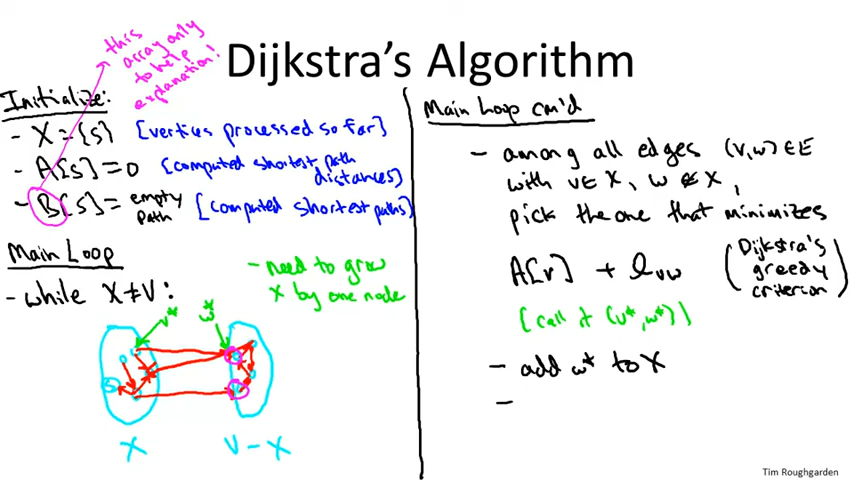 Dijkstra's Algorithm
this
array only
to help
explanation!
Initialize:
- X = {s} [vertices processed so far]
- A[s] = 0 [computed shortest path
distances]
- B[s] = empty
path [computed shortest paths]
Main Loop
- while X≠V:
- need to grow
X by one node
v* w*
s
X V - X
Main Loop cnt'd
- among all edges (v,w)∈E
with v∈X, w∉X,
pick the one that minimizes
A[v] + l_vw
(Dijkstra's
greedy
criterion)
[call it (v*,w*)]
- add w* to X
-
Tim Roughgarden